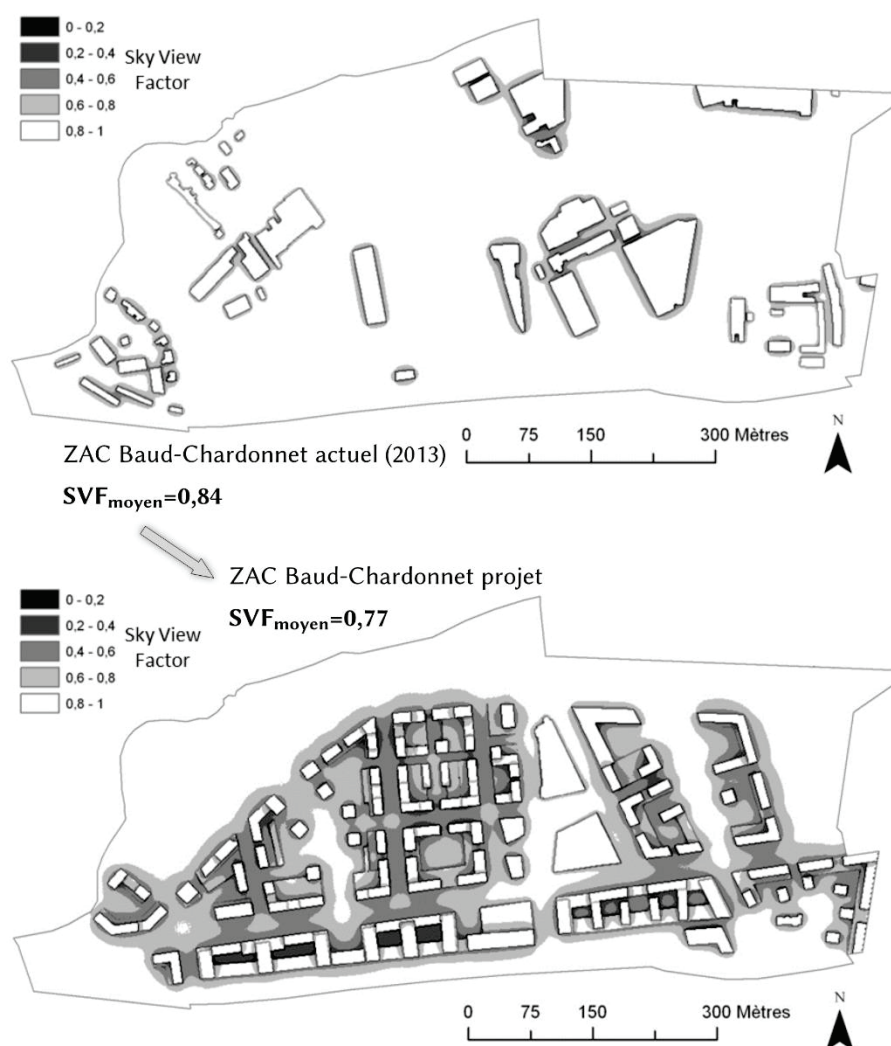 0 - 0,2
0,2 - 0,4
0,4 - 0,6
0,6 - 0,8
0,8 - 1
Sky View
Factor
ZAC Baud-Chardonnet actuel (2013)
SVFmoyen=0,84
0 75 150 300 Mètres
N
ZAC Baud-Chardonnet projet
SVFmoyen=0,77
0 - 0,2
0,2 - 0,4
0,4 - 0,6
0,6 - 0,8
0,8 - 1
Sky View
Factor
0 75 150 300 Mètres
N